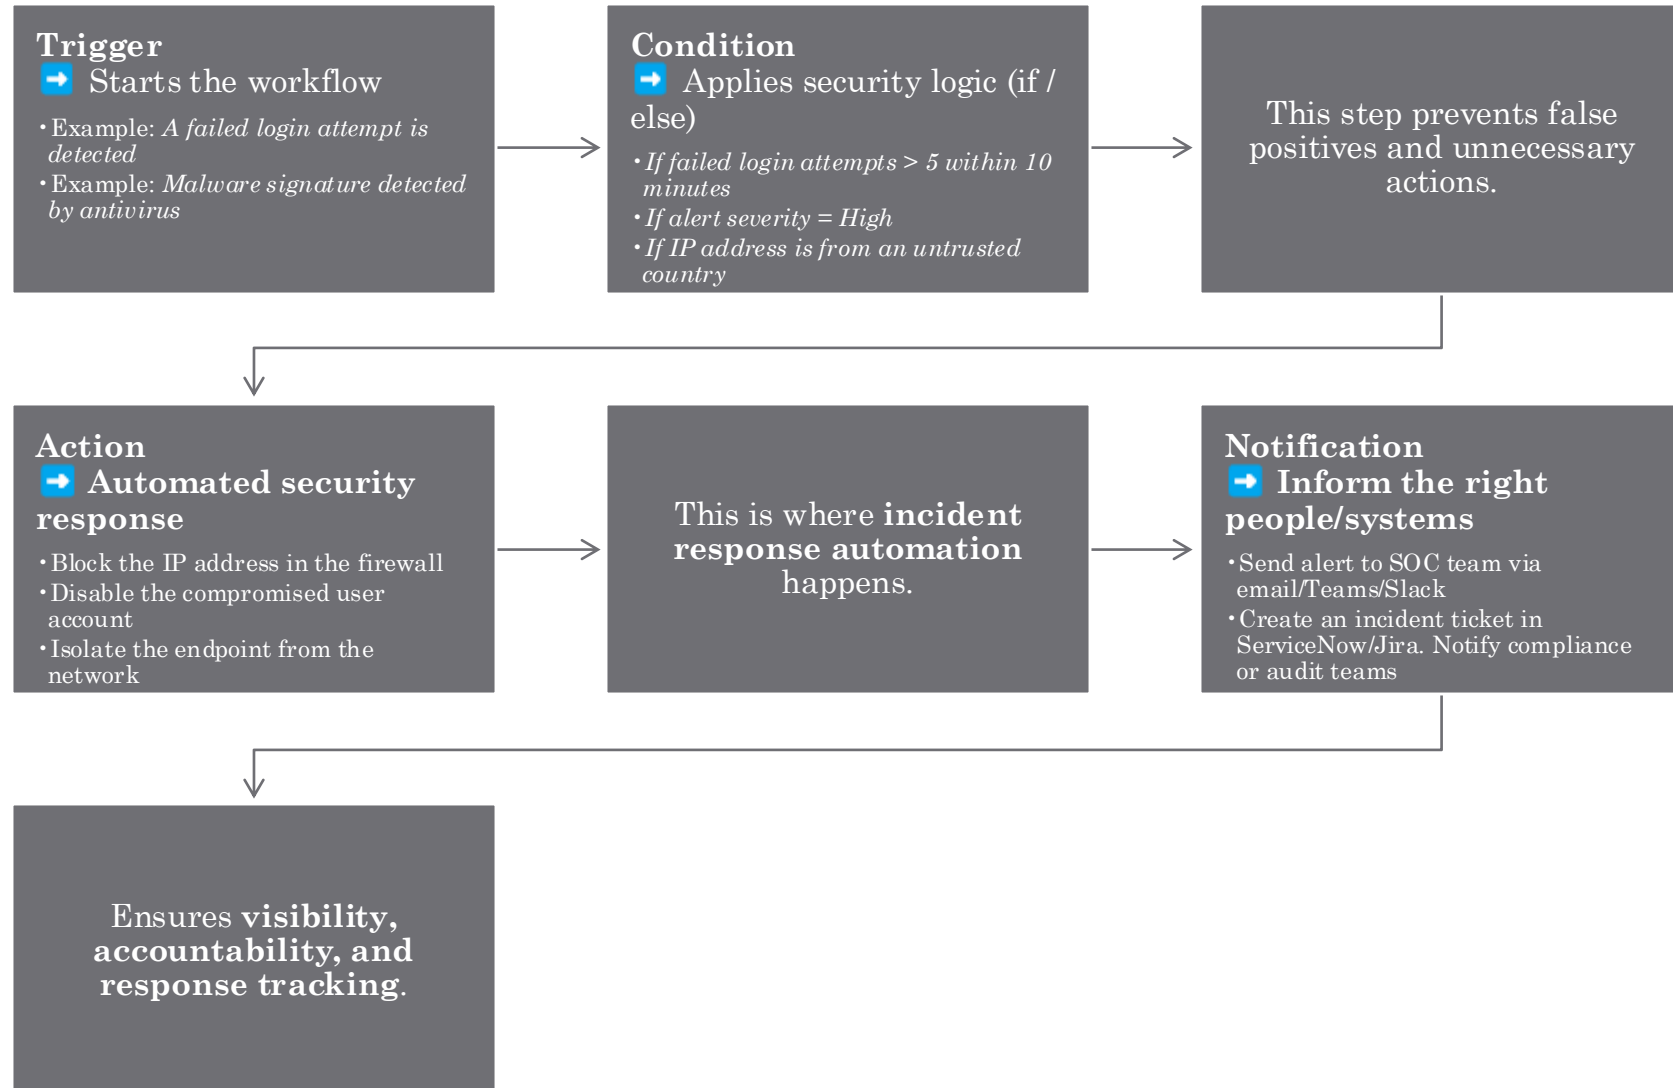 Trigger
➡ Starts the workflow
• Example: A failed login attempt is
detected
• Example: Malware signature detected
by antivirus
Condition
➡ Applies security logic (if /
else)
• If failed login attempts > 5 within 10
minutes
• If alert severity = High
• If IP address is from an untrusted
country
This step prevents false
positives and unnecessary
actions.
Action
➡ Automated security
response
• Block the IP address in the firewall
• Disable the compromised user
account
• Isolate the endpoint from the
network
This is where incident
response automation
happens.
Notification
➡ Inform the right
people/systems
• Send alert to SOC team via
email/Teams/Slack
• Create an incident ticket in
ServiceNow/Jira. Notify compliance
or audit teams
Ensures visibility,
accountability, and
response tracking.